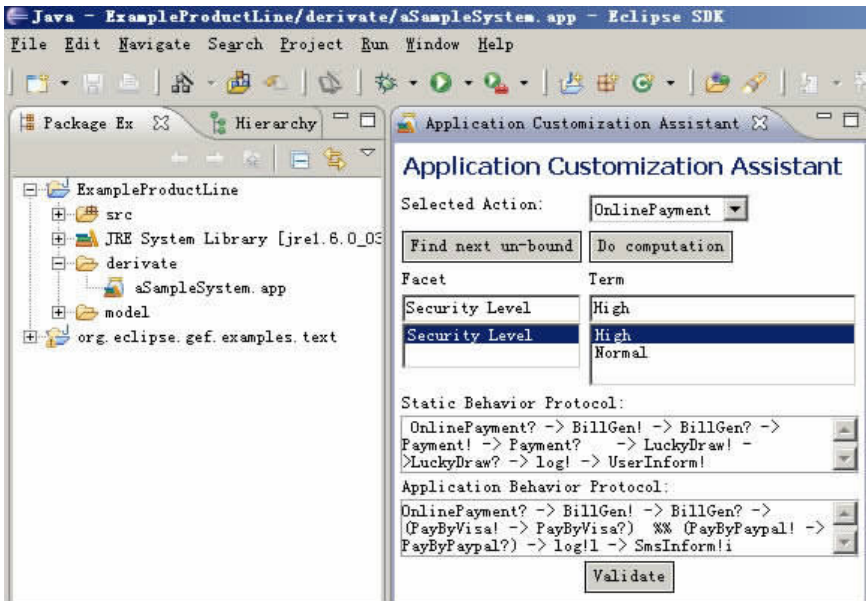 Java - ExampleProductLine/derivate/aSampleSystem.app - Eclipse SDK
File Edit Navigate Search Project Run Window Help
Package Ex
Hierarchy
ExampleProductLine
src
JRE System Library [jre1.6.0_03
derivate
aSampleSystem.app
model
org.eclipse.gef.examples.text
Application Customization Assistant
Application Customization Assistant
Selected Action: OnlinePayment
Find next un-bound Do computation
Facet Term
Security Level High
Security Level High
Normal
Static Behavior Protocol:
OnlinePayment? -> BillGen! -> BillGen? ->
Payment! -> Payment? -> LuckyDraw! -
>LuckyDraw? -> log! -> UserInform!
Application Behavior Protocol:
OnlinePayment? -> BillGen! -> BillGen? ->
(PayByVisa! -> PayByVisa?) %% (PayByPaypal! ->
PayByPaypal?) -> log!l -> SmsInform!i
Validate